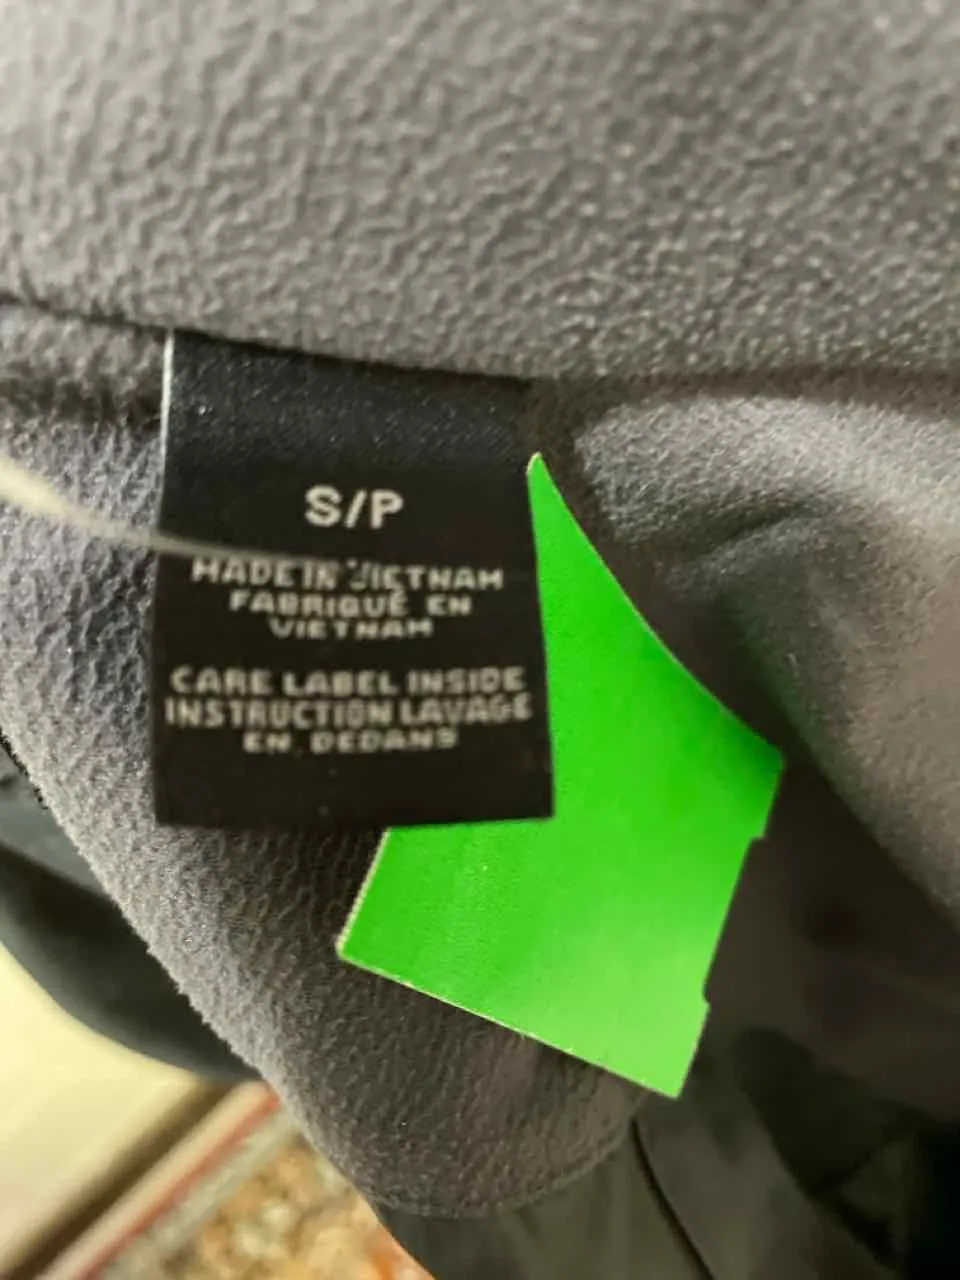 S/P
MADE IN VIETNAM
FABRIQUÉ EN
VIETNAM
CARE LABEL INSIDE
INSTRUCTION LAVAGE
EN DEDANS